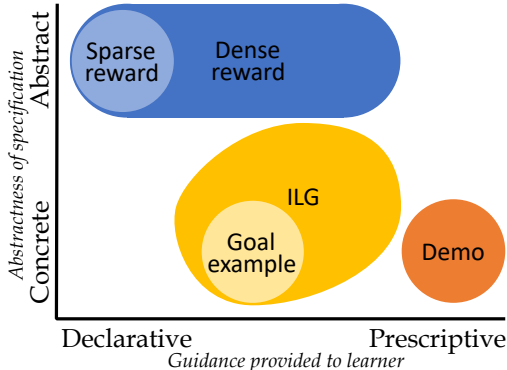 Abstractness of specification
Abstract
Concrete
Sparse
reward
Dense
reward
ILG
Goal
example
Demo
Declarative
Prescriptive
Guidance provided to learner